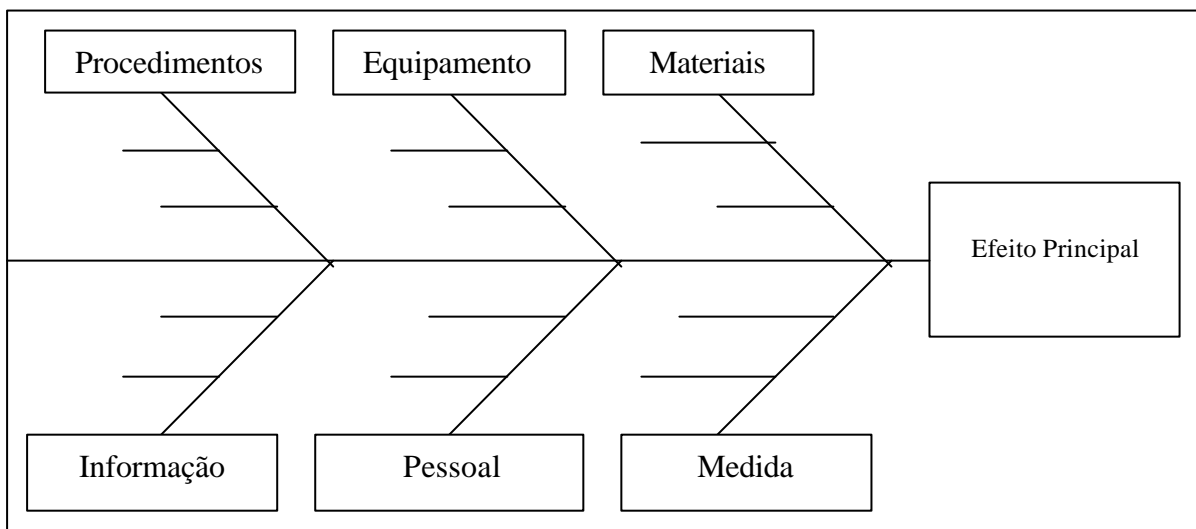 Procedimentos
Equipamento
Materiais
Efeito Principal
Informação
Pessoal
Medida